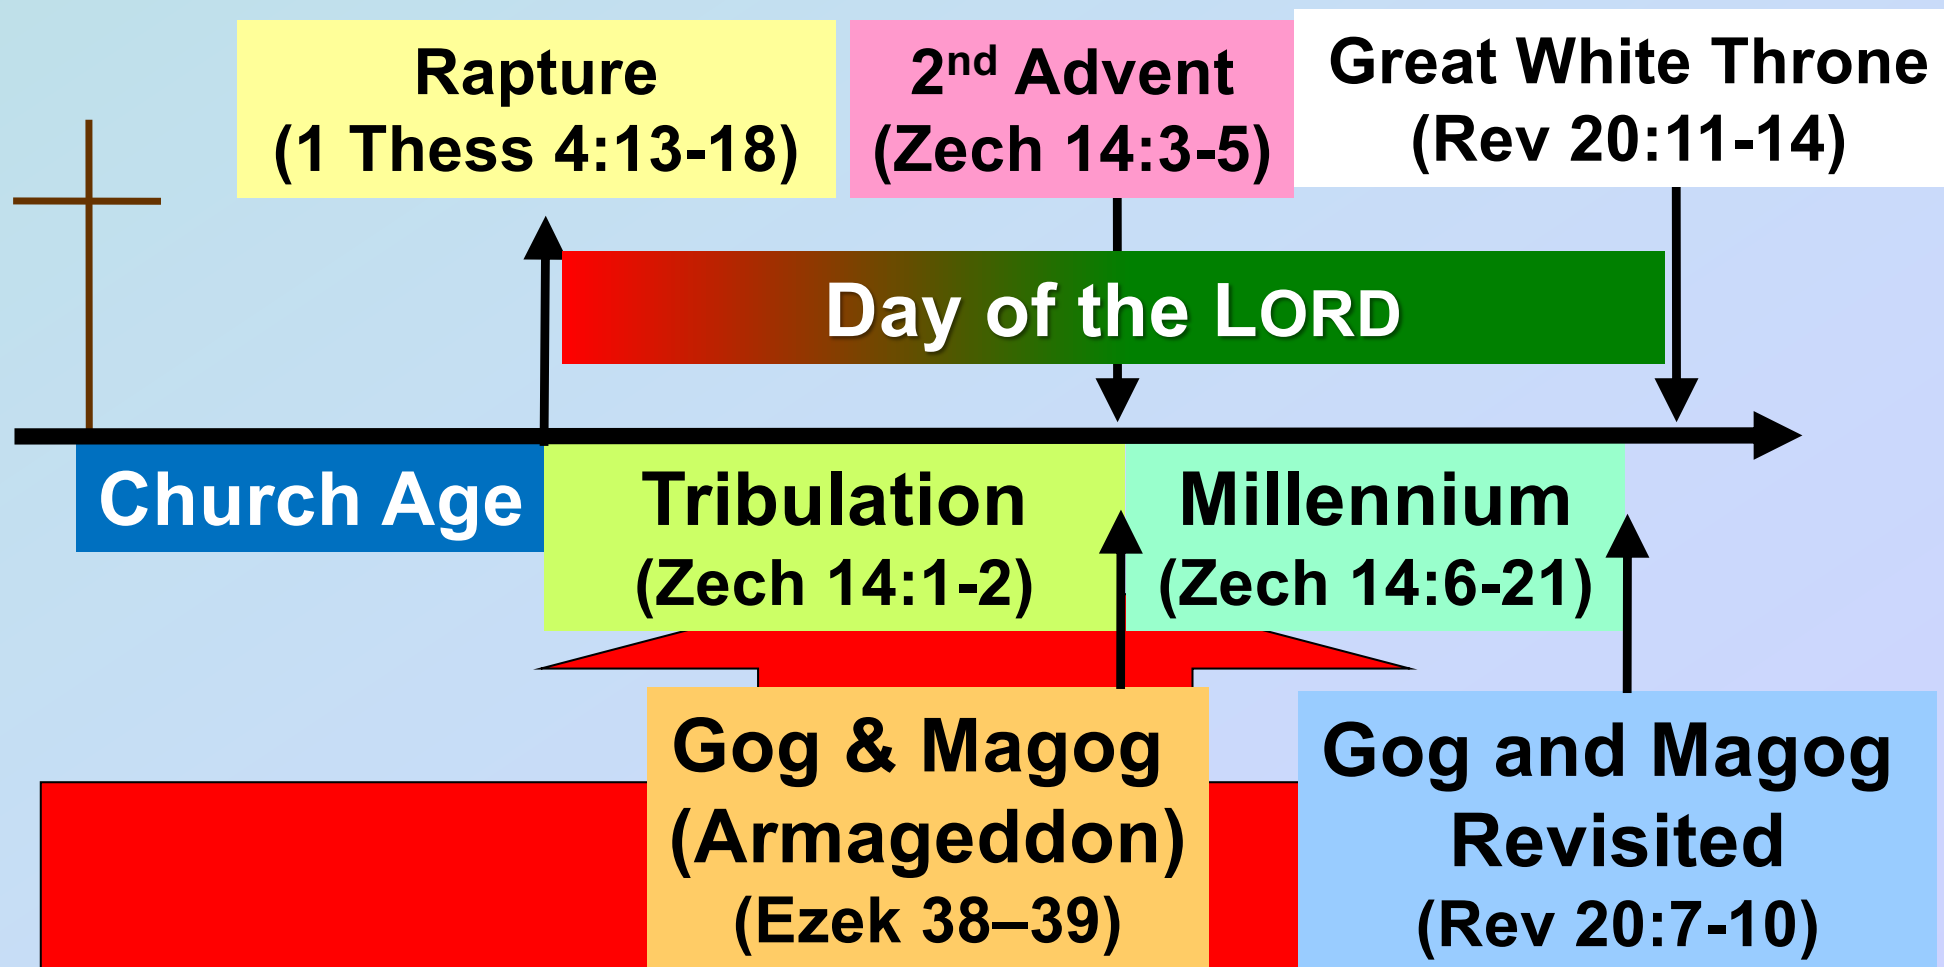 Rapture
(1 Thess 4:13-18)
2nd Advent
(Zech 14:3-5)
Great White Throne
(Rev 20:11-14)
Day of the LORD
Church Age
Tribulation
(Zech 14:1-2)
Millennium
(Zech 14:6-21)
Gog & Magog
(Armageddon)
(Ezek 38–39)
Gog and Magog
Revisited
(Rev 20:7-10)